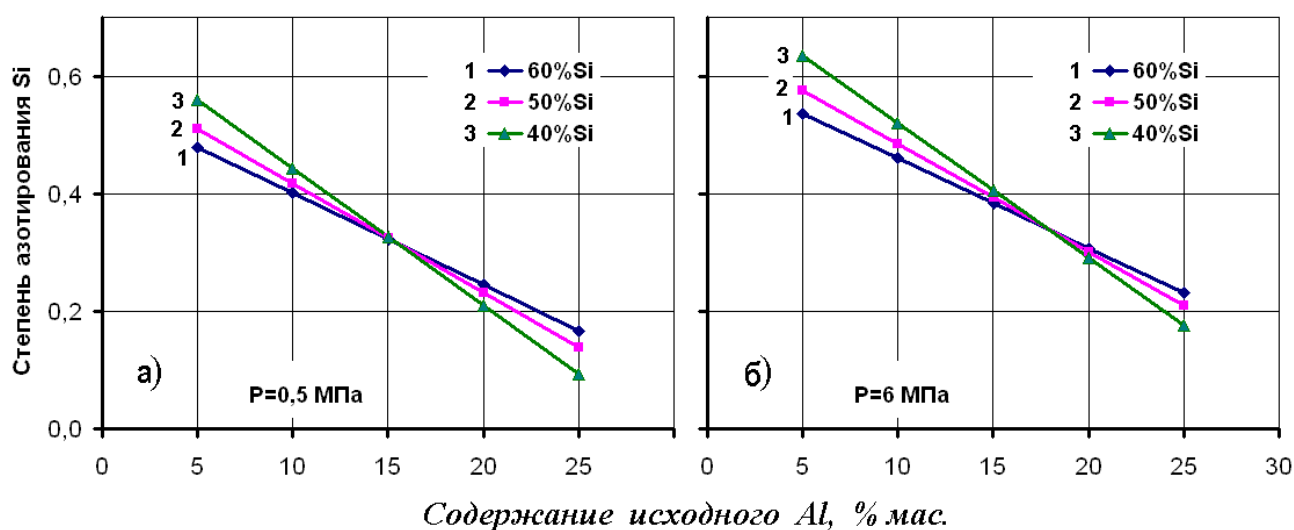 Степень азотирования Si
0,6
0,4
0,2
0,0
1 60%Si
2 50%Si
3 40%Si
3
2
1
а)
P=0,5 МПа
0 5 10 15 20 25
1 60%Si
2 50%Si
3 40%Si
3
2
1
б)
P=6 МПа
0 5 10 15 20 25 30
Содержание исходного Al, % мас.